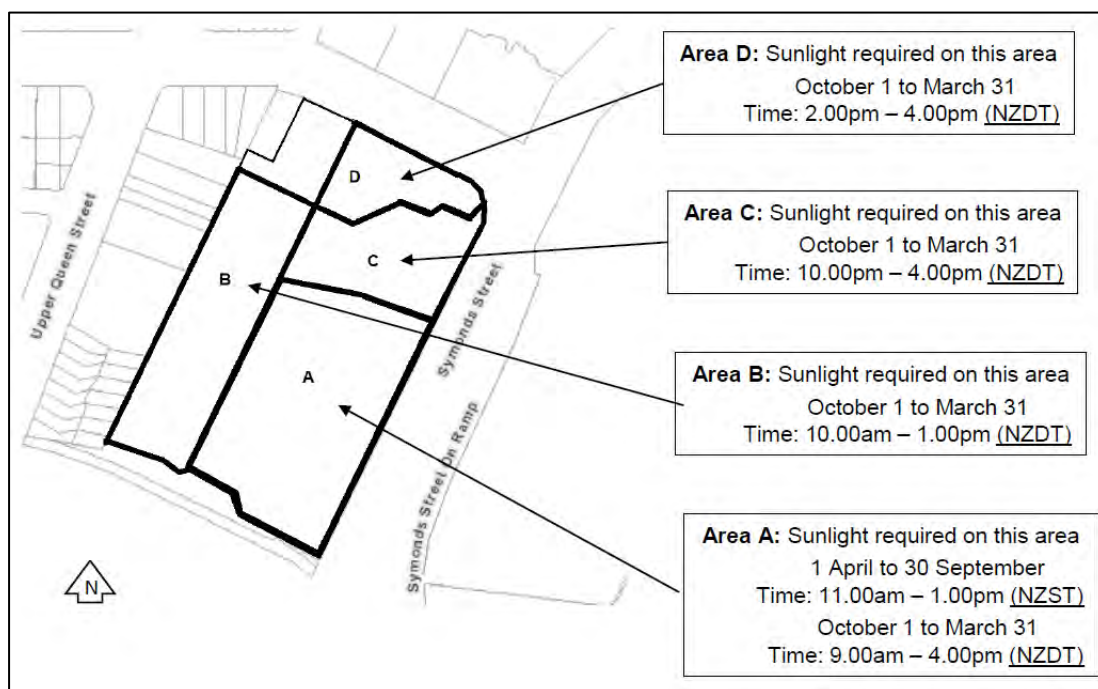 Area D: Sunlight required on this area
October 1 to March 31
Time: 2.00pm – 4.00pm (NZDT)
Area C: Sunlight required on this area
October 1 to March 31
Time: 10.00pm – 4.00pm (NZDT)
Area B: Sunlight required on this area
October 1 to March 31
Time: 10.00am – 1.00pm (NZDT)
Area A: Sunlight required on this area
1 April to 30 September
Time: 11.00am – 1.00pm (NZST)
October 1 to March 31
Time: 9.00am – 4.00pm (NZDT)
D
C
B
A
Upper Queen Street
Symonds Street
Symonds Street On Ramp
N